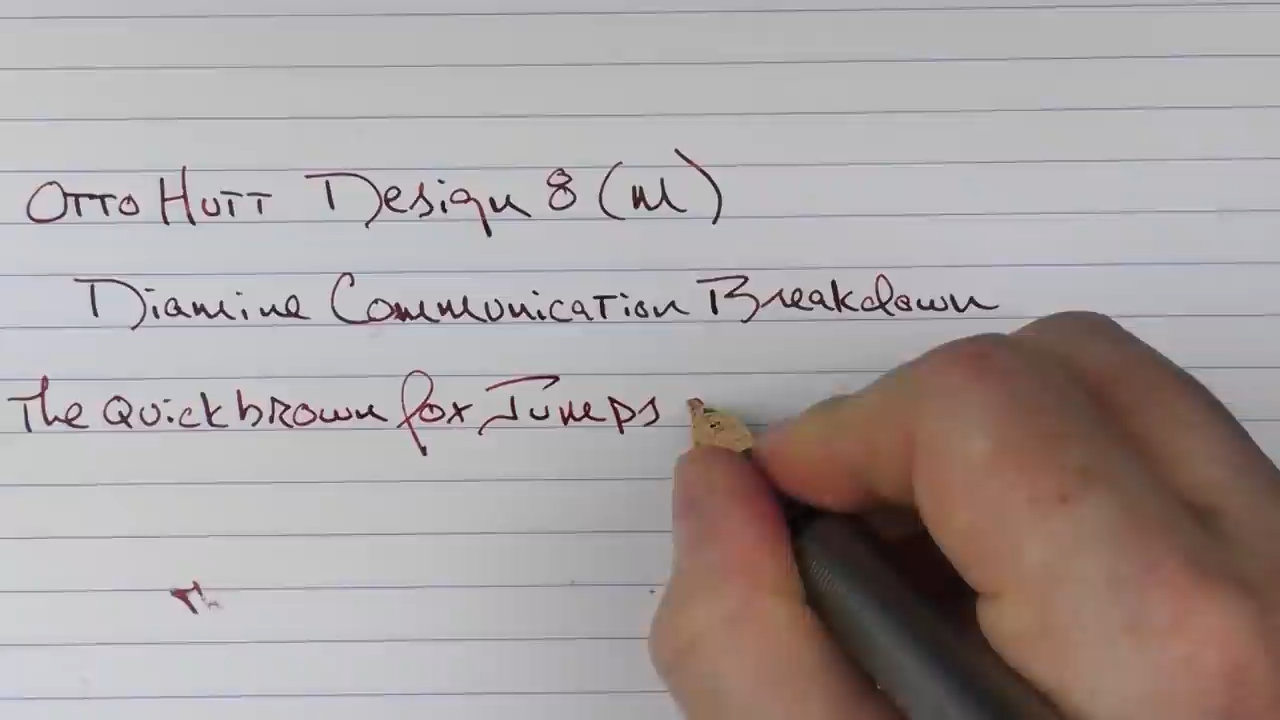 Otto Hutt Design 8 (M)
Diamine Communication Breakdown
The Quick brown fox Jumps